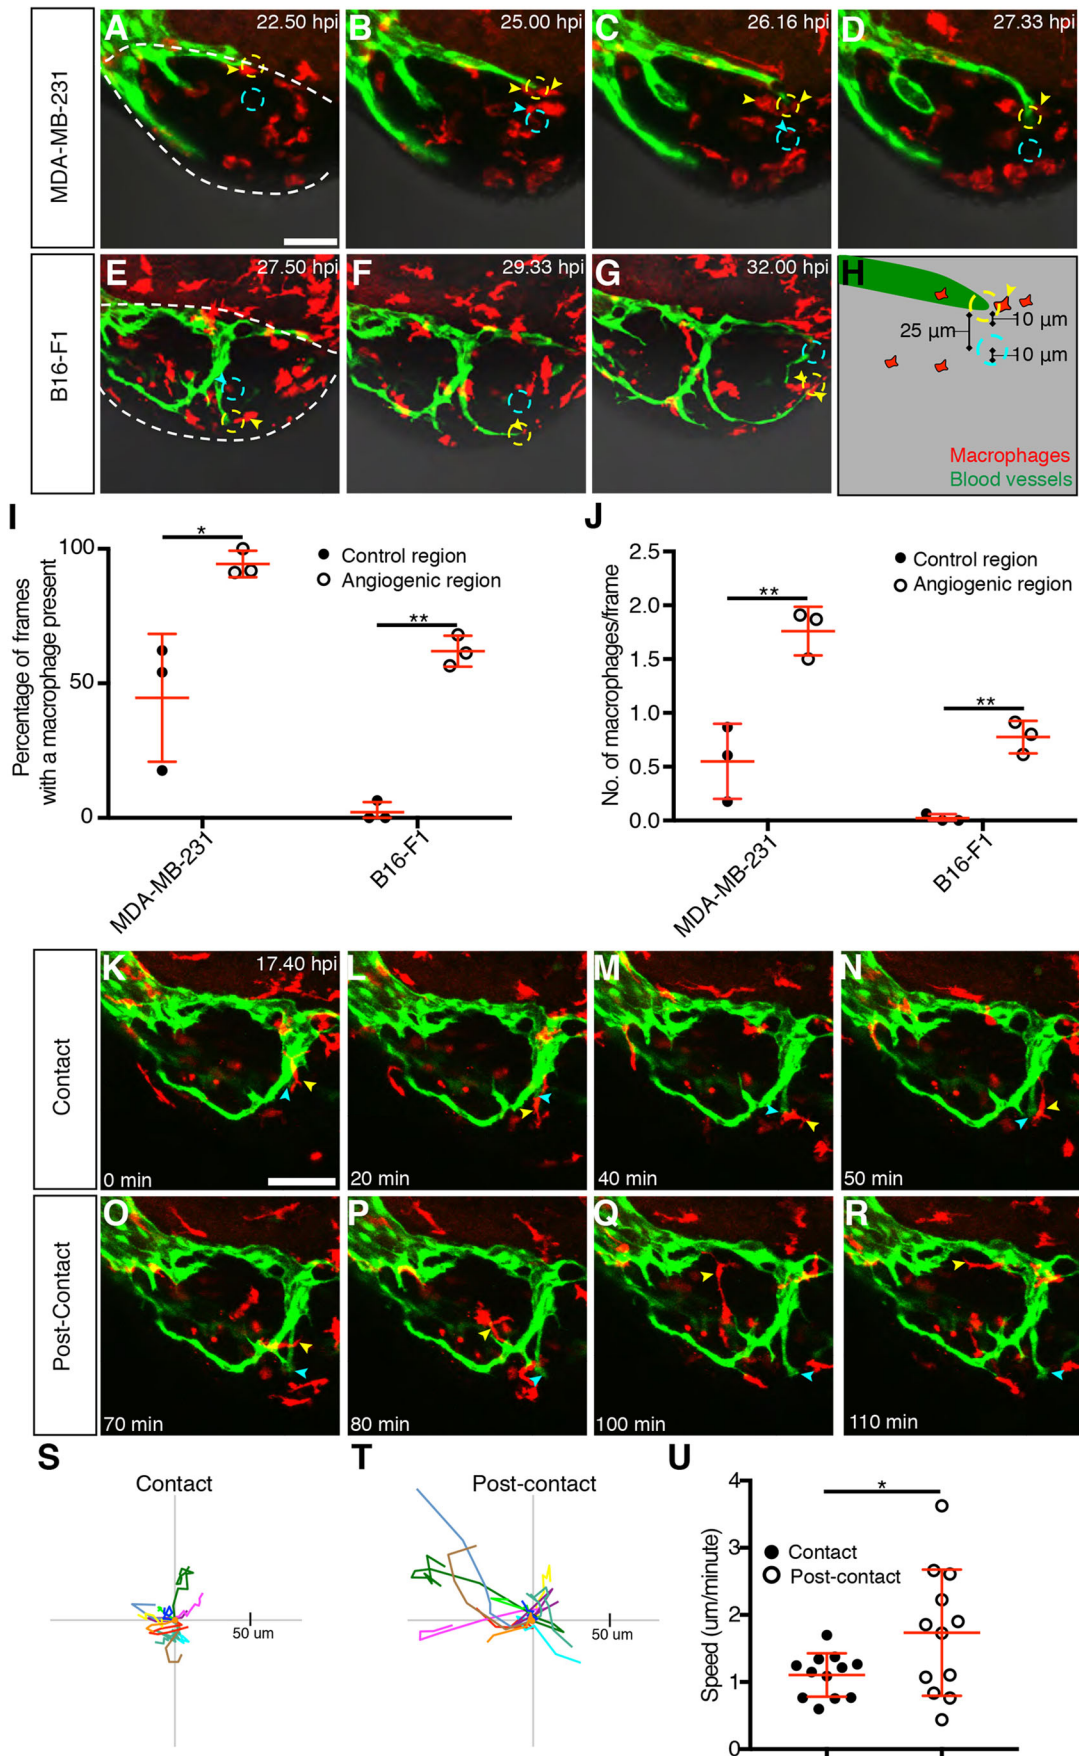 MDA-MB-231
A 22.50 hpi
B 25.00 hpi
C 26.16 hpi
D 27.33 hpi
B16-F1
E 27.50 hpi
F 29.33 hpi
G 32.00 hpi
H
25 µm
10 µm
10 µm
Macrophages
Blood vessels
I
Percentage of frames
with a macrophage present
100
50
0
*
**
Control region
Angiogenic region
MDA-MB-231
B16-F1
J
No. of macrophages/frame
2.5
2.0
1.5
1.0
0.5
0.0
**
**
Control region
Angiogenic region
MDA-MB-231
B16-F1
Contact
K 17.40 hpi
0 min
L
20 min
M
40 min
N
50 min
Post-Contact
O
70 min
P
80 min
Q
100 min
R
110 min
S
Contact
50 um
T
Post-contact
50 um
U
Speed (um/minute)
4
3
2
1
0
*
Contact
Post-contact